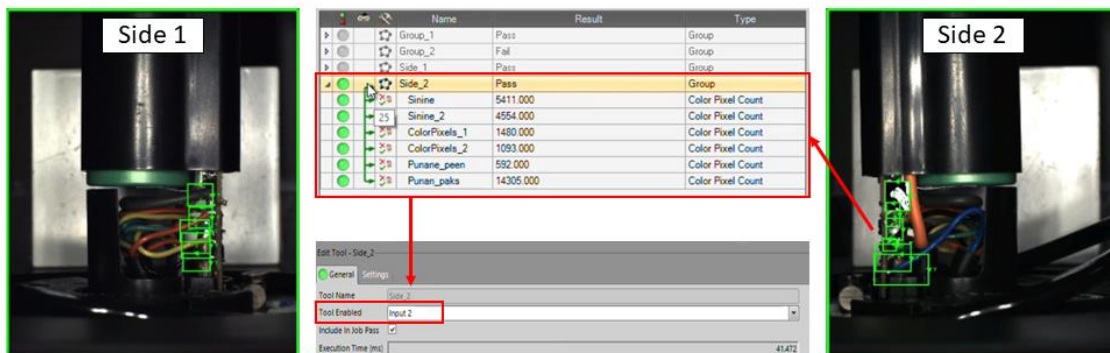 Side 1
Name Result Type
Group_1 Pass Group
Group_2 Fail Group
Side_1 Pass Group
Side_2 Pass Group
Sinine 5411.000 Color Pixel Count
25 Sinine_2 4554.000 Color Pixel Count
ColorPixels_1 1480.000 Color Pixel Count
ColorPixels_2 1093.000 Color Pixel Count
Punane_peen 592.000 Color Pixel Count
Punan_paks 14305.000 Color Pixel Count
Side 2
Edit Tool - Side_2
General Settings
Tool Name Side_2
Tool Enabled Input 2
Include In Job Pass
Execution Time (ms) 41.472